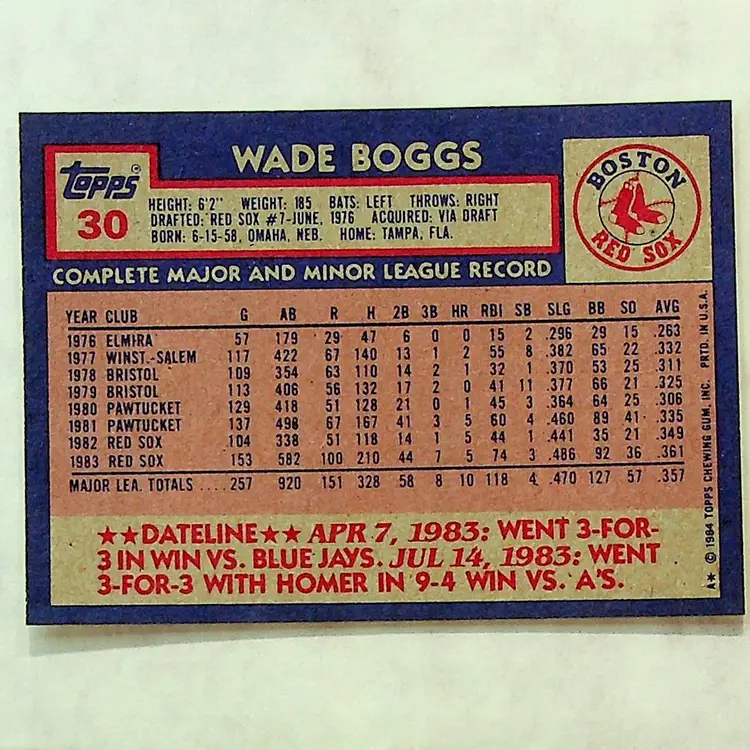 WADE BOGGS
Topps
30
HEIGHT: 6'2" WEIGHT: 185 BATS: LEFT THROWS: RIGHT
DRAFTED: RED SOX #7-JUNE, 1976 ACQUIRED: VIA DRAFT
BORN: 6-15-58, OMAHA, NEB. HOME: TAMPA, FLA.
BOSTON
RED SOX
COMPLETE MAJOR AND MINOR LEAGUE RECORD
YEAR CLUB G AB R H 2B 3B HR RBI SB SLG BB SO AVG
1976 ELMIRA 57 179 29 47 6 0 0 15 2 .296 29 15 .263
1977 WINST.-SALEM 117 422 67 140 13 1 2 55 8 .382 65 22 .332
1978 BRISTOL 109 354 63 110 14 2 1 32 1 .370 53 25 .311
1979 BRISTOL 113 406 56 132 17 2 0 41 11 .377 66 21 .325
1980 PAWTUCKET 129 418 51 128 21 0 1 45 3 .364 64 25 .306
1981 PAWTUCKET 137 498 67 167 41 3 5 60 4 .460 89 41 .335
1982 RED SOX 104 338 51 118 14 1 5 44 1 .441 35 21 .349
1983 RED SOX 153 582 100 210 44 7 5 74 3 .486 92 36 .361
MAJOR LEA. TOTALS .... 257 920 151 328 58 8 10 118 4 .470 127 57 .357
★★DATELINE★★ APR 7, 1983: WENT 3-FOR-
3 IN WIN VS. BLUE JAYS. JUL 14, 1983: WENT
3-FOR-3 WITH HOMER IN 9-4 WIN VS. A'S.
A* © 1984 TOPPS CHEWING GUM, INC. PRTD. IN U.S.A.